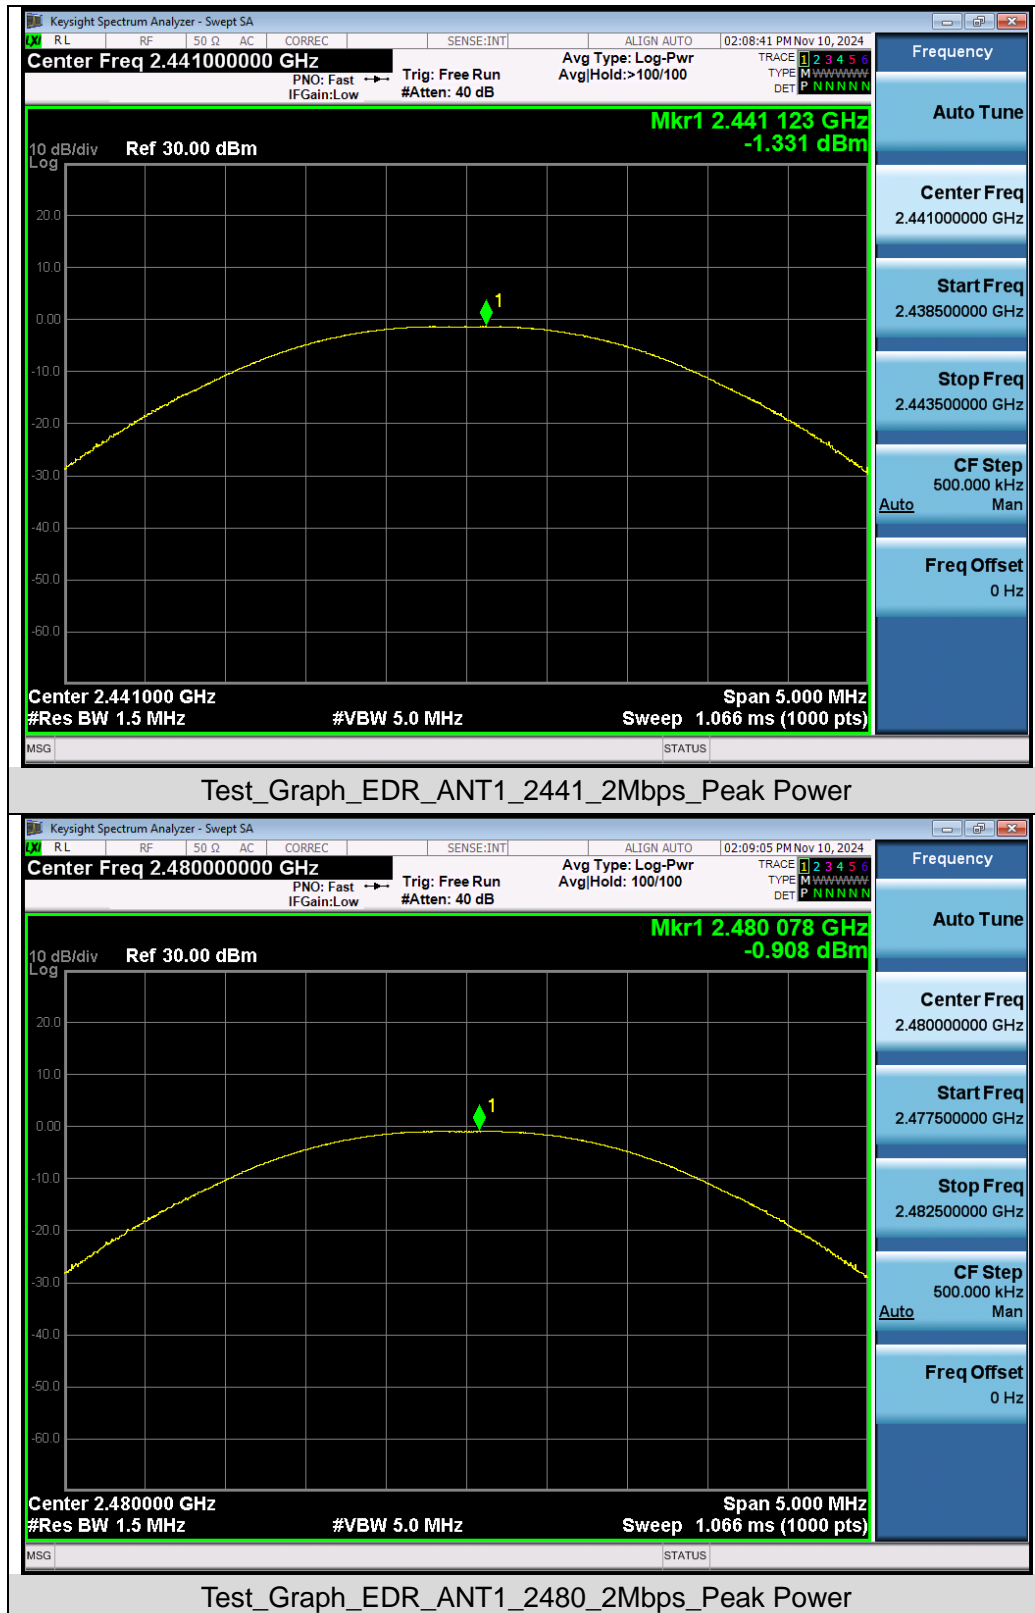 Keysight Spectrum Analyzer - Swept SA
LXI RL RF 50 Ω AC CORREC SENSE:INT ALIGN AUTO 02:08:41 PM Nov 10, 2024
Center Freq 2.441000000 GHz
PNO: Fast
IFGain:Low
Trig: Free Run
#Atten: 40 dB
Avg Type: Log-Pwr
Avg|Hold:>100/100
TRACE 1 2 3 4 5 6
TYPE M WWWWW
DET P N N N N N
Mkr1 2.441 123 GHz
-1.331 dBm
10 dB/div Ref 30.00 dBm
Log
20.0
10.0
0.00
1
-10.0
-20.0
-30.0
-40.0
-50.0
-60.0
Center 2.441000 GHz Span 5.000 MHz
#Res BW 1.5 MHz #VBW 5.0 MHz Sweep 1.066 ms (1000 pts)
MSG STATUS
Frequency
Auto Tune
Center Freq
2.441000000 GHz
Start Freq
2.438500000 GHz
Stop Freq
2.443500000 GHz
CF Step
500.000 kHz
Auto Man
Freq Offset
0 Hz
Test_Graph_EDR_ANT1_2441_2Mbps_Peak Power
Keysight Spectrum Analyzer - Swept SA
LXI RL RF 50 Ω AC CORREC SENSE:INT ALIGN AUTO 02:09:05 PM Nov 10, 2024
Center Freq 2.480000000 GHz
PNO: Fast
IFGain:Low
Trig: Free Run
#Atten: 40 dB
Avg Type: Log-Pwr
Avg|Hold: 100/100
TRACE 1 2 3 4 5 6
TYPE M WWWWW
DET P N N N N N
Mkr1 2.480 078 GHz
-0.908 dBm
10 dB/div Ref 30.00 dBm
Log
20.0
10.0
0.00
1
-10.0
-20.0
-30.0
-40.0
-50.0
-60.0
Center 2.480000 GHz Span 5.000 MHz
#Res BW 1.5 MHz #VBW 5.0 MHz Sweep 1.066 ms (1000 pts)
MSG STATUS
Frequency
Auto Tune
Center Freq
2.480000000 GHz
Start Freq
2.477500000 GHz
Stop Freq
2.482500000 GHz
CF Step
500.000 kHz
Auto Man
Freq Offset
0 Hz
Test_Graph_EDR_ANT1_2480_2Mbps_Peak Power